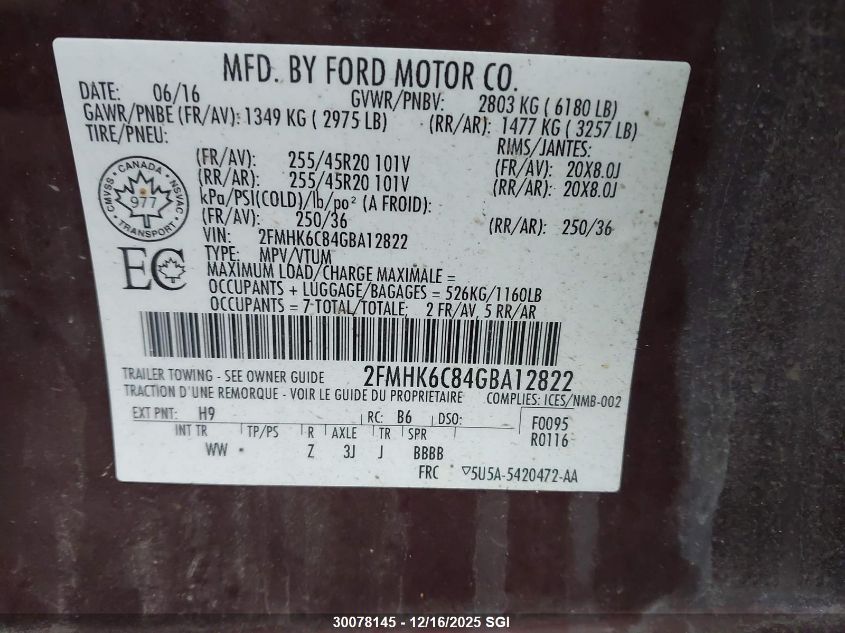 MFD. BY FORD MOTOR CO.
DATE: 06/16 GVWR/PNBV: 2803 KG ( 6180 LB)
GAWR/PNBE (FR/AV): 1349 KG ( 2975 LB) (RR/AR): 1477 KG ( 3257 LB)
TIRE/PNEU: RIMS/JANTES:
(FR/AV): 255/45R20 101V (FR/AV): 20X8.0J
(RR/AR): 255/45R20 101V (RR/AR): 20X8.0J
kPa/PSI(COLD)/lb/po² (A FROID):
(FR/AV): 250/36 (RR/AR): 250/36
VIN: 2FMHK6C84GBA12822
TYPE: MPV/VTUM
MAXIMUM LOAD/CHARGE MAXIMALE =
OCCUPANTS + LUGGAGE/BAGAGES = 526KG/1160LB
OCCUPANTS = 7 TOTAL/TOTALE; 2 FR/AV, 5 RR/AR
CANADA
CMVSS 977 NSVAC
TRANSPORT
EC
TRAILER TOWING - SEE OWNER GUIDE 2FMHK6C84GBA12822
TRACTION D'UNE REMORQUE - VOIR LE GUIDE DU PROPRIETAIRE COMPLIES: ICES/NMB-002
EXT PNT: H9 RC: B6 DSO: F0095
INT TR TP/PS R AXLE TR SPR R0116
WW Z 3J J BBBB
FRC ▽5U5A-5420472-AA
30078145 - 12/16/2025 SGI